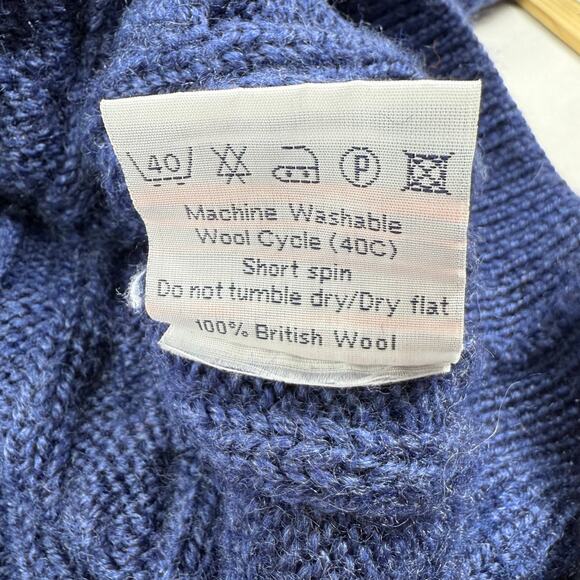 40 P
Machine Washable
Wool Cycle (40C)
Short spin
Do not tumble dry/Dry flat
100% British Wool